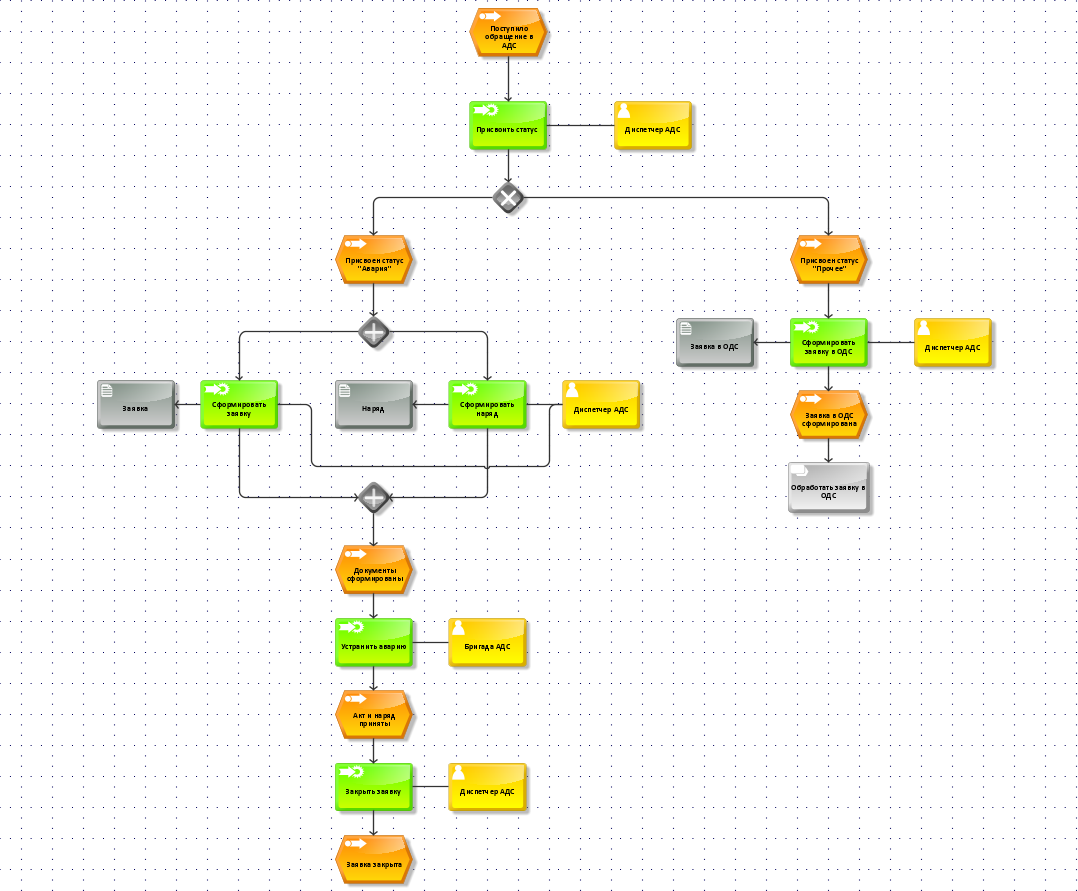 Поступило
обращение в
АДС
Присвоить статус
Диспетчер АДС
Присвоен статус
"Авария"
Присвоен статус
"Прочее"
Заявка в ОДС
Сформировать
заявку в ОДС
Диспетчер АДС
Заявка
Сформировать
заявку
Наряд
Сформировать
наряд
Диспетчер АДС
Заявка в ОДС
сформирована
Обработать заявку в
ОДС
Документы
сформированы
Устранить аварию
Бригада АДС
Акт и наряд
приняты
Закрыть заявку
Диспетчер АДС
Заявка закрыта